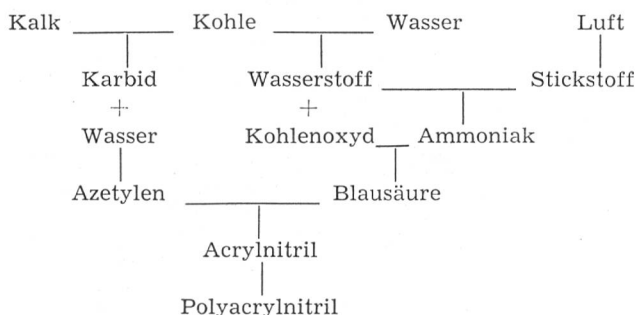 Kalk Kohle Wasser Luft
Karbid Wasserstoff Stickstoff
+ +
Wasser Kohlenoxyd Ammoniak
Azetylen Blausäure
Acrylnitril
Polyacrylnitril